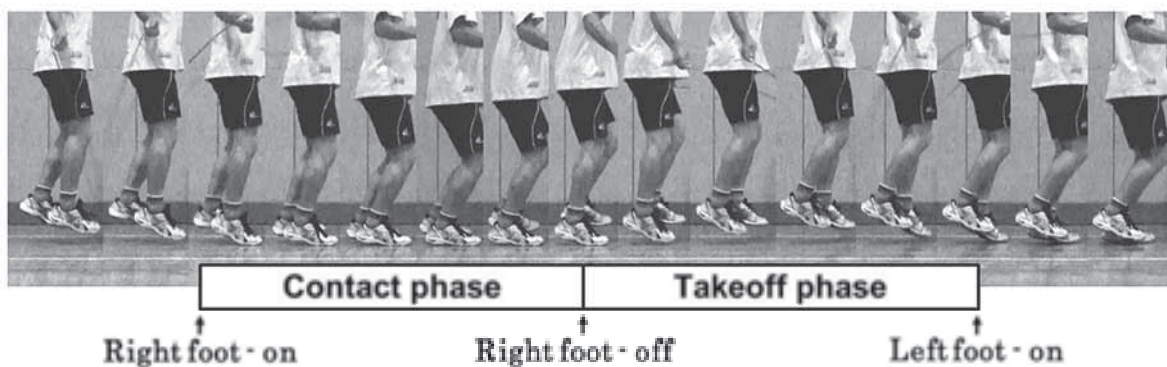 Contact phase Takeoff phase
Right foot - on Right foot - off Left foot - on